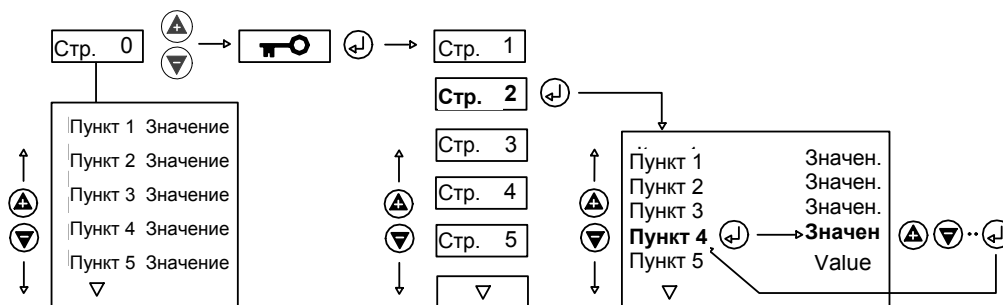 Стр. 0
Пункт 1 Значение
Пункт 2 Значение
Пункт 3 Значение
Пункт 4 Значение
Пункт 5 Значение
Стр. 1
Стр. 2
Стр. 3
Стр. 4
Стр. 5
Пункт 1 Значен.
Пункт 2 Значен.
Пункт 3 Значен.
Пункт 4 Значен
Пункт 5 Value